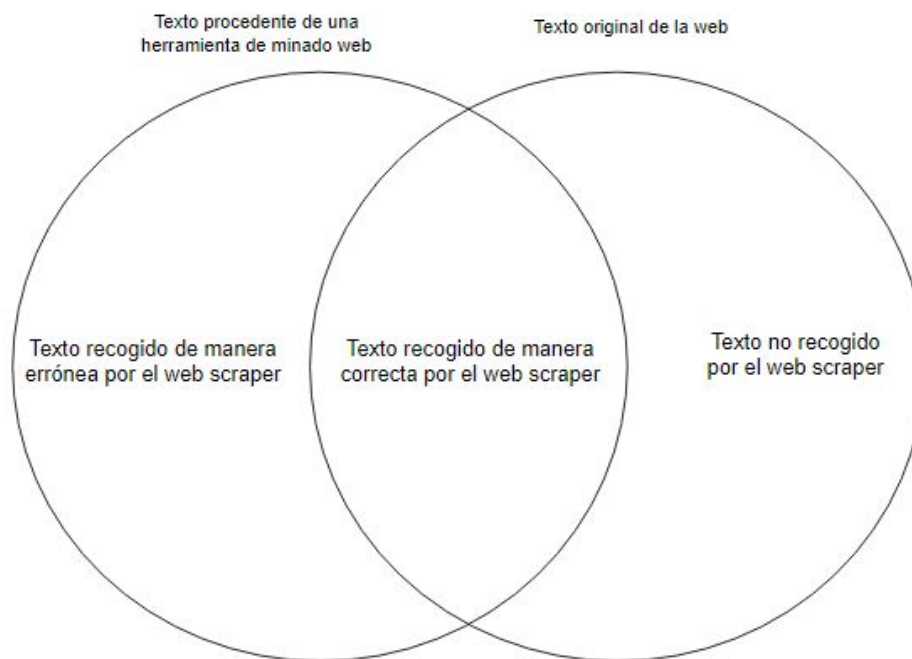 Texto procedente de una
herramienta de minado web
Texto original de la web
Texto recogido de manera
errónea por el web scraper
Texto recogido de manera
correcta por el web scraper
Texto no recogido
por el web scraper